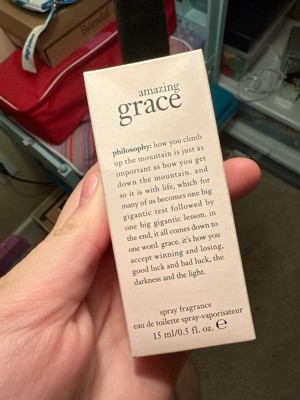 amazing
grace
philosophy: how you climb
up the mountain is just as
important as how you get
down the mountain. and
so it is with life, which for
many of us becomes one big
gigantic test followed by
one big gigantic lesson. in
the end, it all comes down to
one word. grace. it's how you
accept winning and losing,
good luck and bad luck, the
darkness and the light.
spray fragrance
eau de toilette spray-vaporisateur
15 ml/0.5 fl. oz. ℮